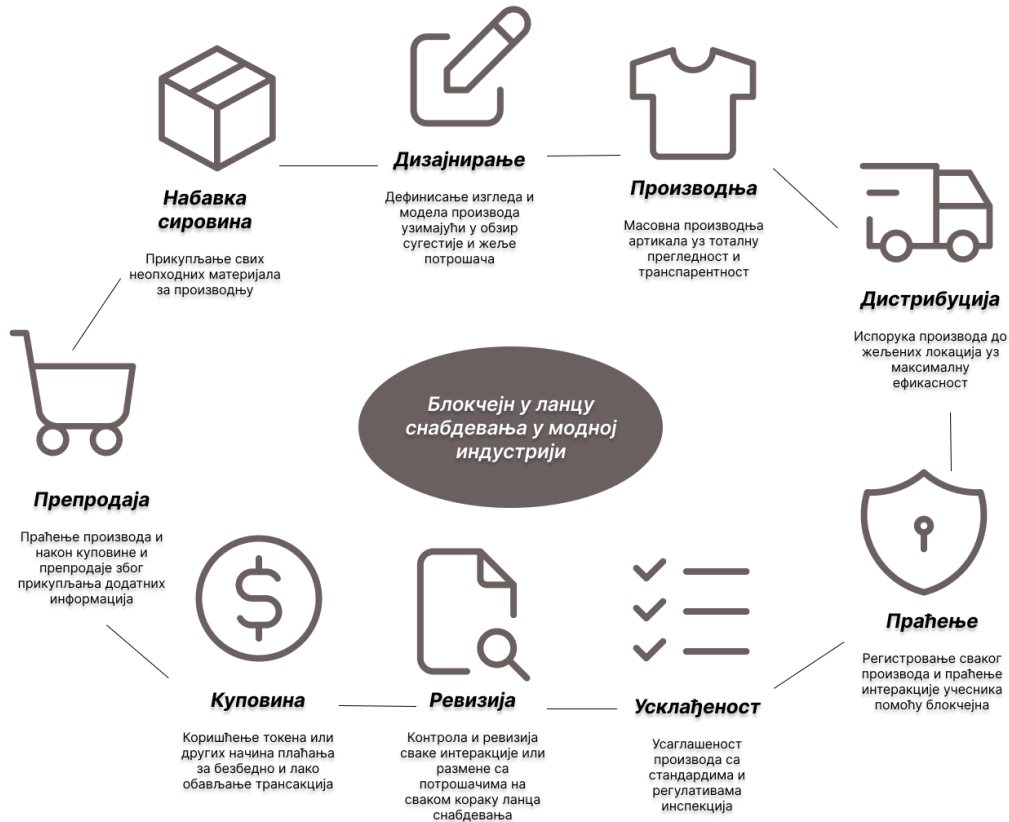 Набавка
сировина
Прикупљање свих
неопходних материјала
за производњу
Дизајнирање
Дефинисање изгледа и
модела производа
узимајући у обзир
сугестије и жеље
потрошача
Производња
Масовна производња
артикала уз тоталну
прегледност и
транспарентност
Дистрибуција
Испорука производа до
жељених локација уз
максималну
ефикасност
Блокчејн у ланцу
снабдевања у модној
индустрији
Праћење
Регистровање сваког
производа и праћење
интеракције учесника
помоћу блокчејна
Усклађеност
Усаглашеност
производа са
стандардима и
регулативама
инспекција
Ревизија
Контрола и ревизија
сваке интеракције или
размене са
потрошачима на
сваком кораку ланца
снабдевања
Куповина
Коришћење токена или
других начина плаћања
за безбедно и лако
обављање трансакција
Препродаја
Праћење производа и
након куповине и
препродаје због
прикупљања додатних
информација